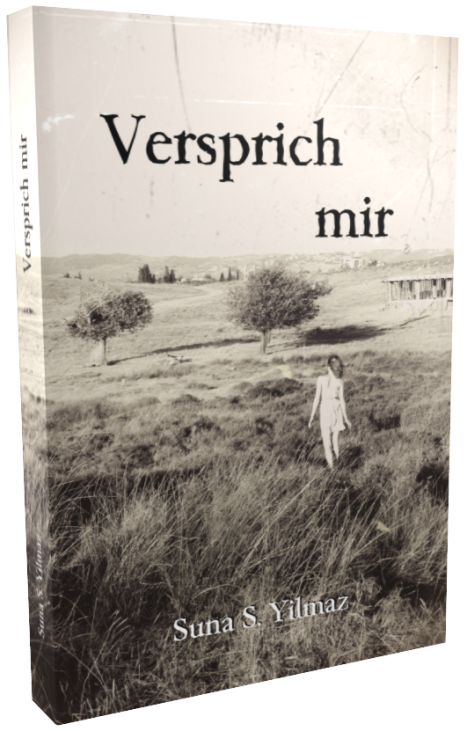 Versprich
mir
Suna S. Yilmaz
Versprich mir
Suna S. Yilmaz